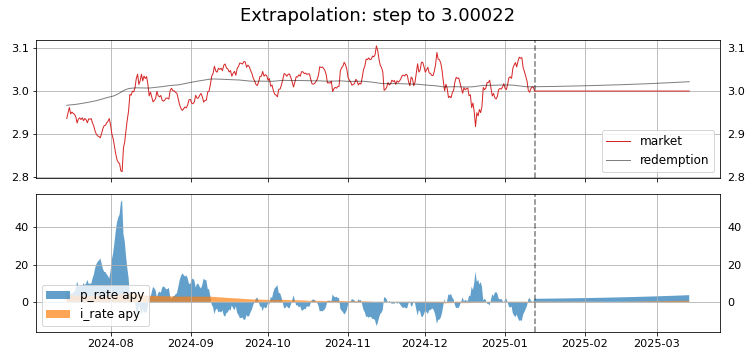 Extrapolation: step to 3.00022
3.1 3.1
3.0 3.0
2.9 2.9
2.8 2.8
market
redemption
40 40
20 20
0 0
p_rate apy
i_rate apy
2024-08 2024-09 2024-10 2024-11 2024-12 2025-01 2025-02 2025-03